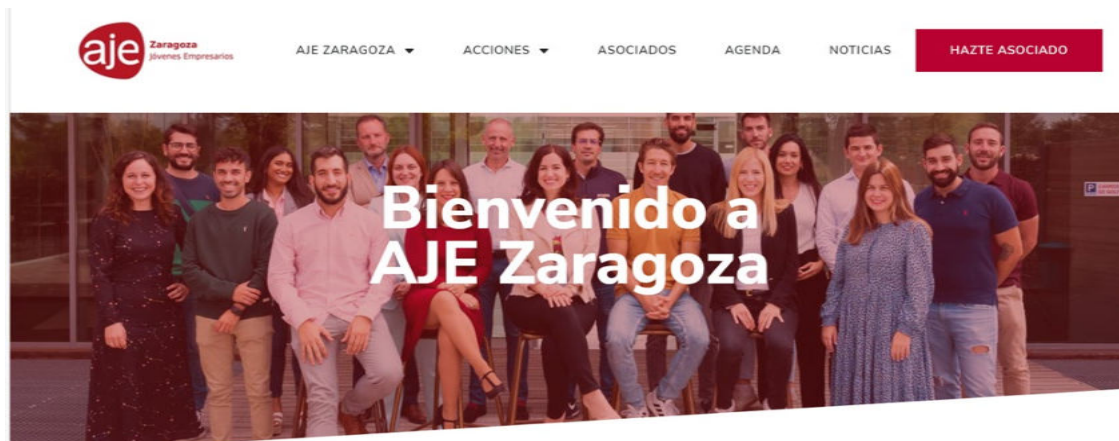 aje
Zaragoza
Jóvenes Empresarios
AJE ZARAGOZA
ACCIONES
ASOCIADOS
AGENDA
NOTICIAS
HAZTE ASOCIADO
Bienvenido a
AJE Zaragoza
P